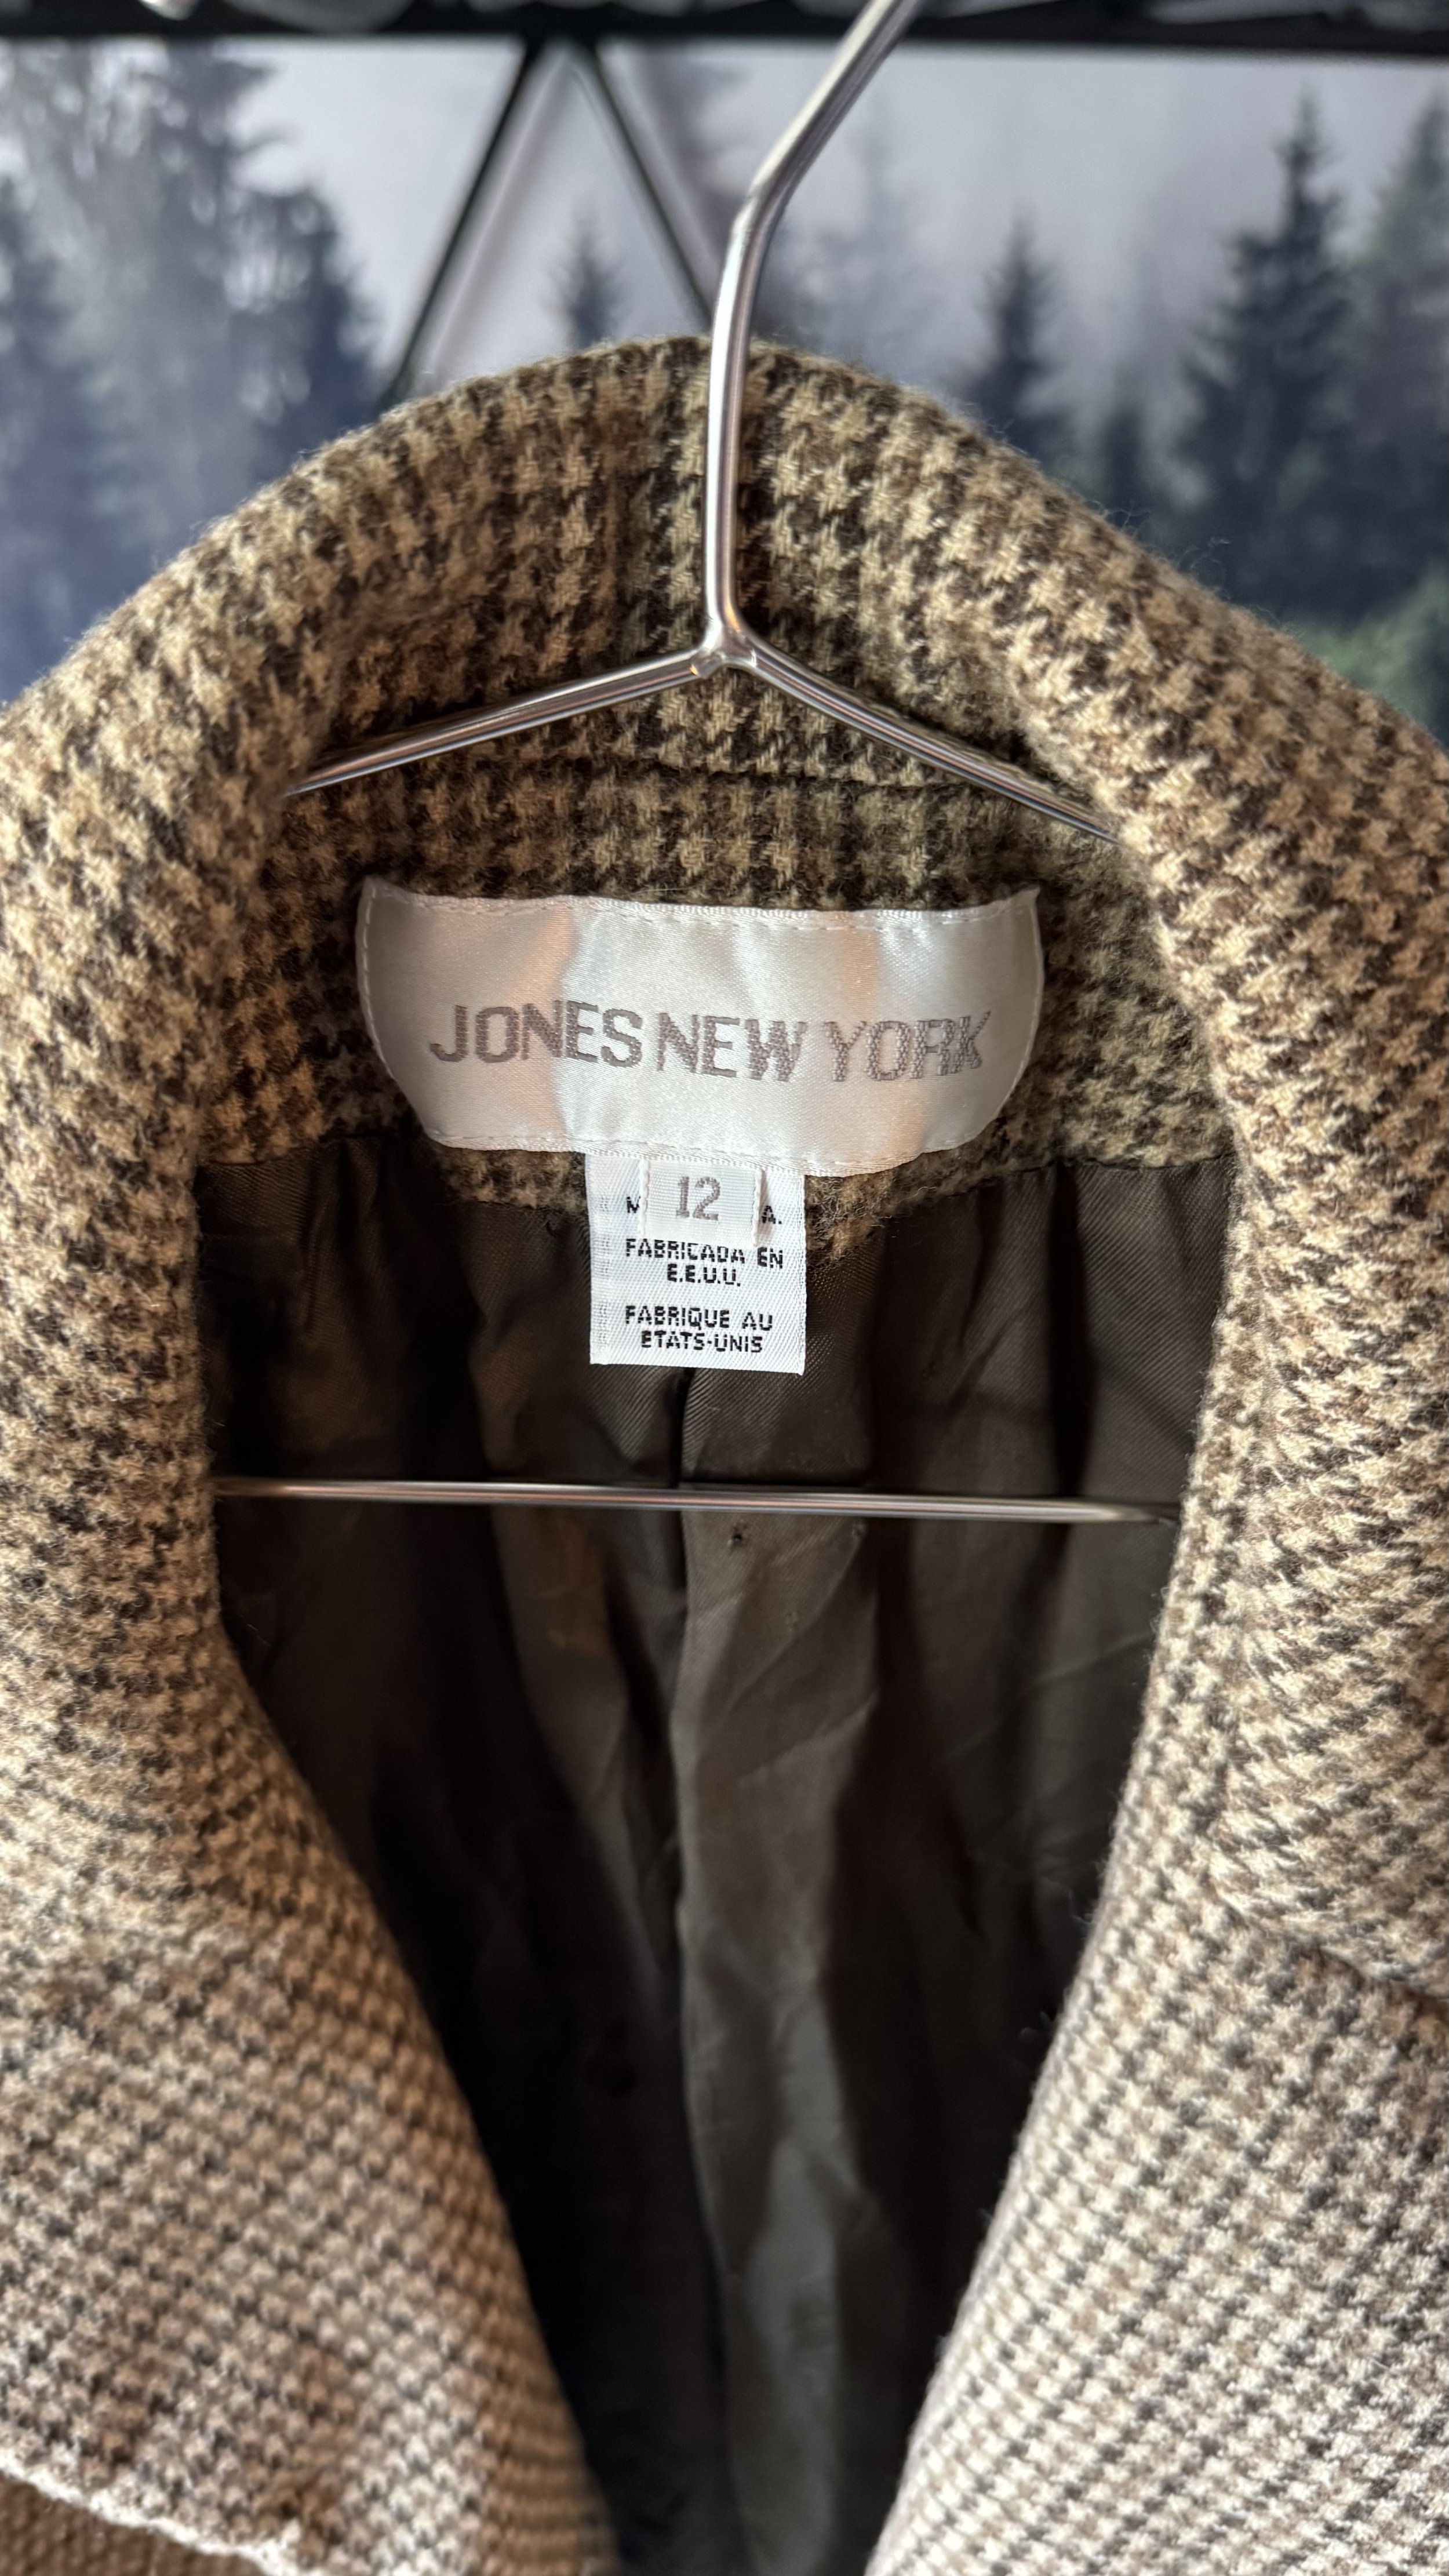 JONES NEW YORK
12
FABRICADA EN
E.E.U.U.
FABRIQUE AU
ETATS-UNIS